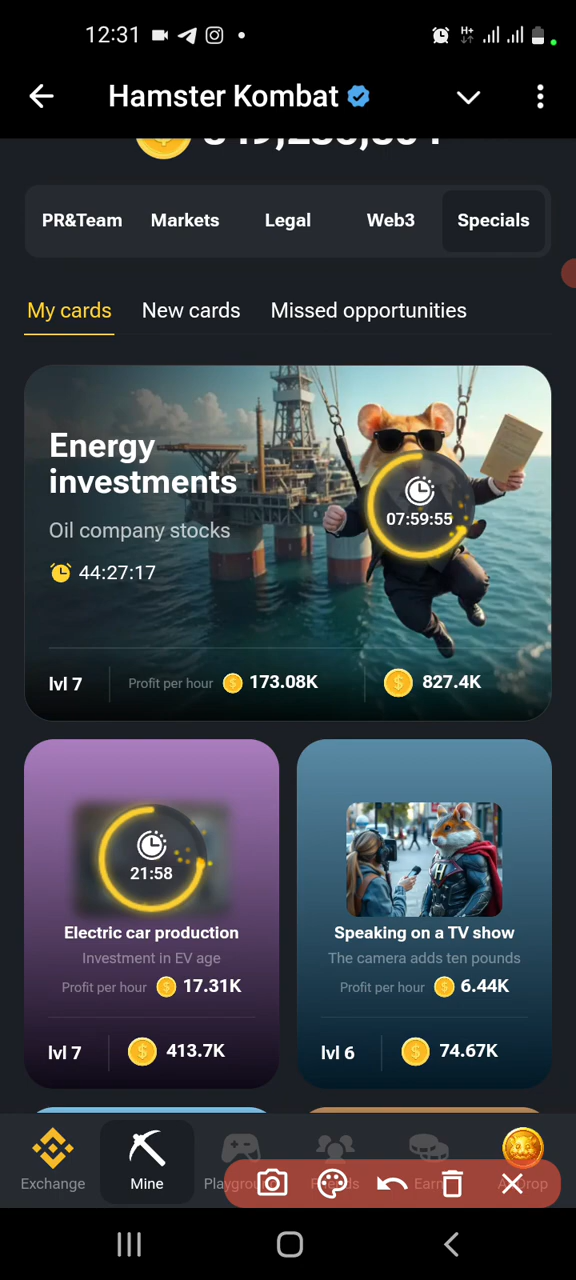 12:31
H+
Hamster Kombat
PR&Team Markets Legal Web3 Specials
My cards New cards Missed opportunities
Energy
investments
07:59:55
Oil company stocks
44:27:17
lvl 7 Profit per hour 173.08K 827.4K
21:58
Electric car production
Investment in EV age
Profit per hour 17.31K
lvl 7 413.7K
Speaking on a TV show
The camera adds ten pounds
Profit per hour 6.44K
lvl 6 74.67K
Exchange Mine